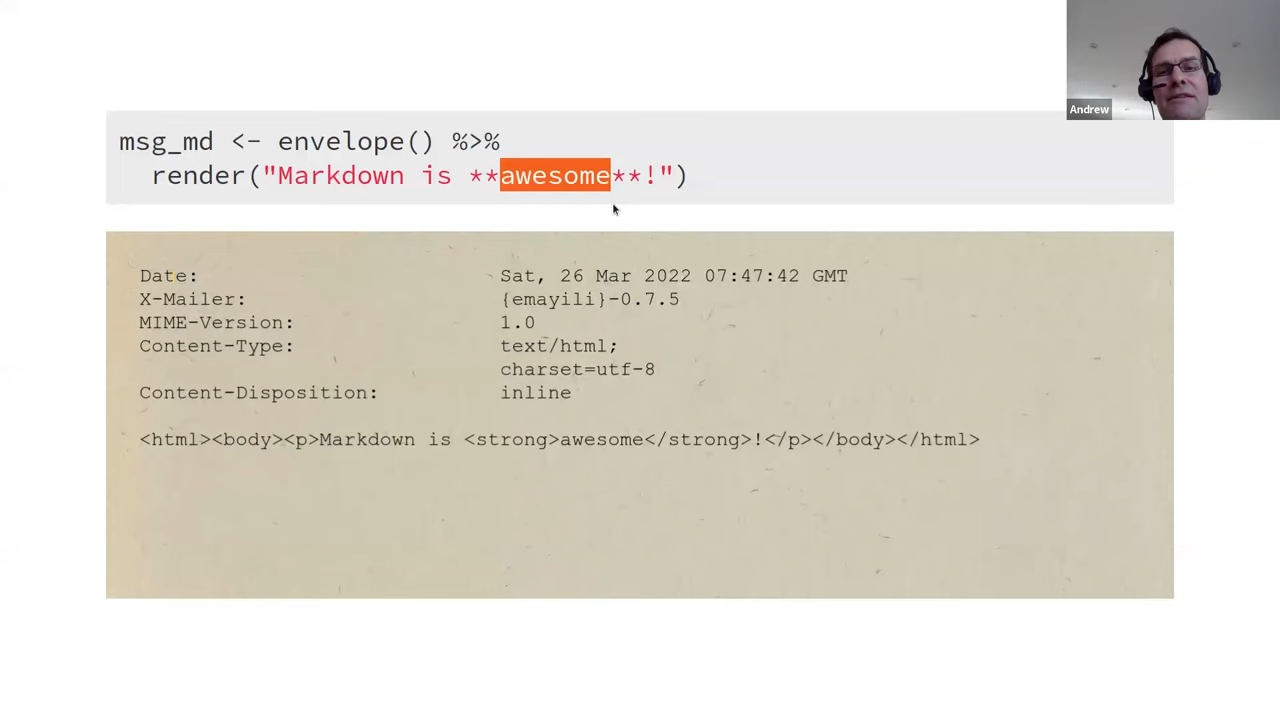 Andrew
msg_md <- envelope() %>%
render("Markdown is **awesome**!")
Date: Sat, 26 Mar 2022 07:47:42 GMT
X-Mailer: {emayili}-0.7.5
MIME-Version: 1.0
Content-Type: text/html;
charset=utf-8
Content-Disposition: inline
<html><body><p>Markdown is <strong>awesome</strong>!</p></body></html>